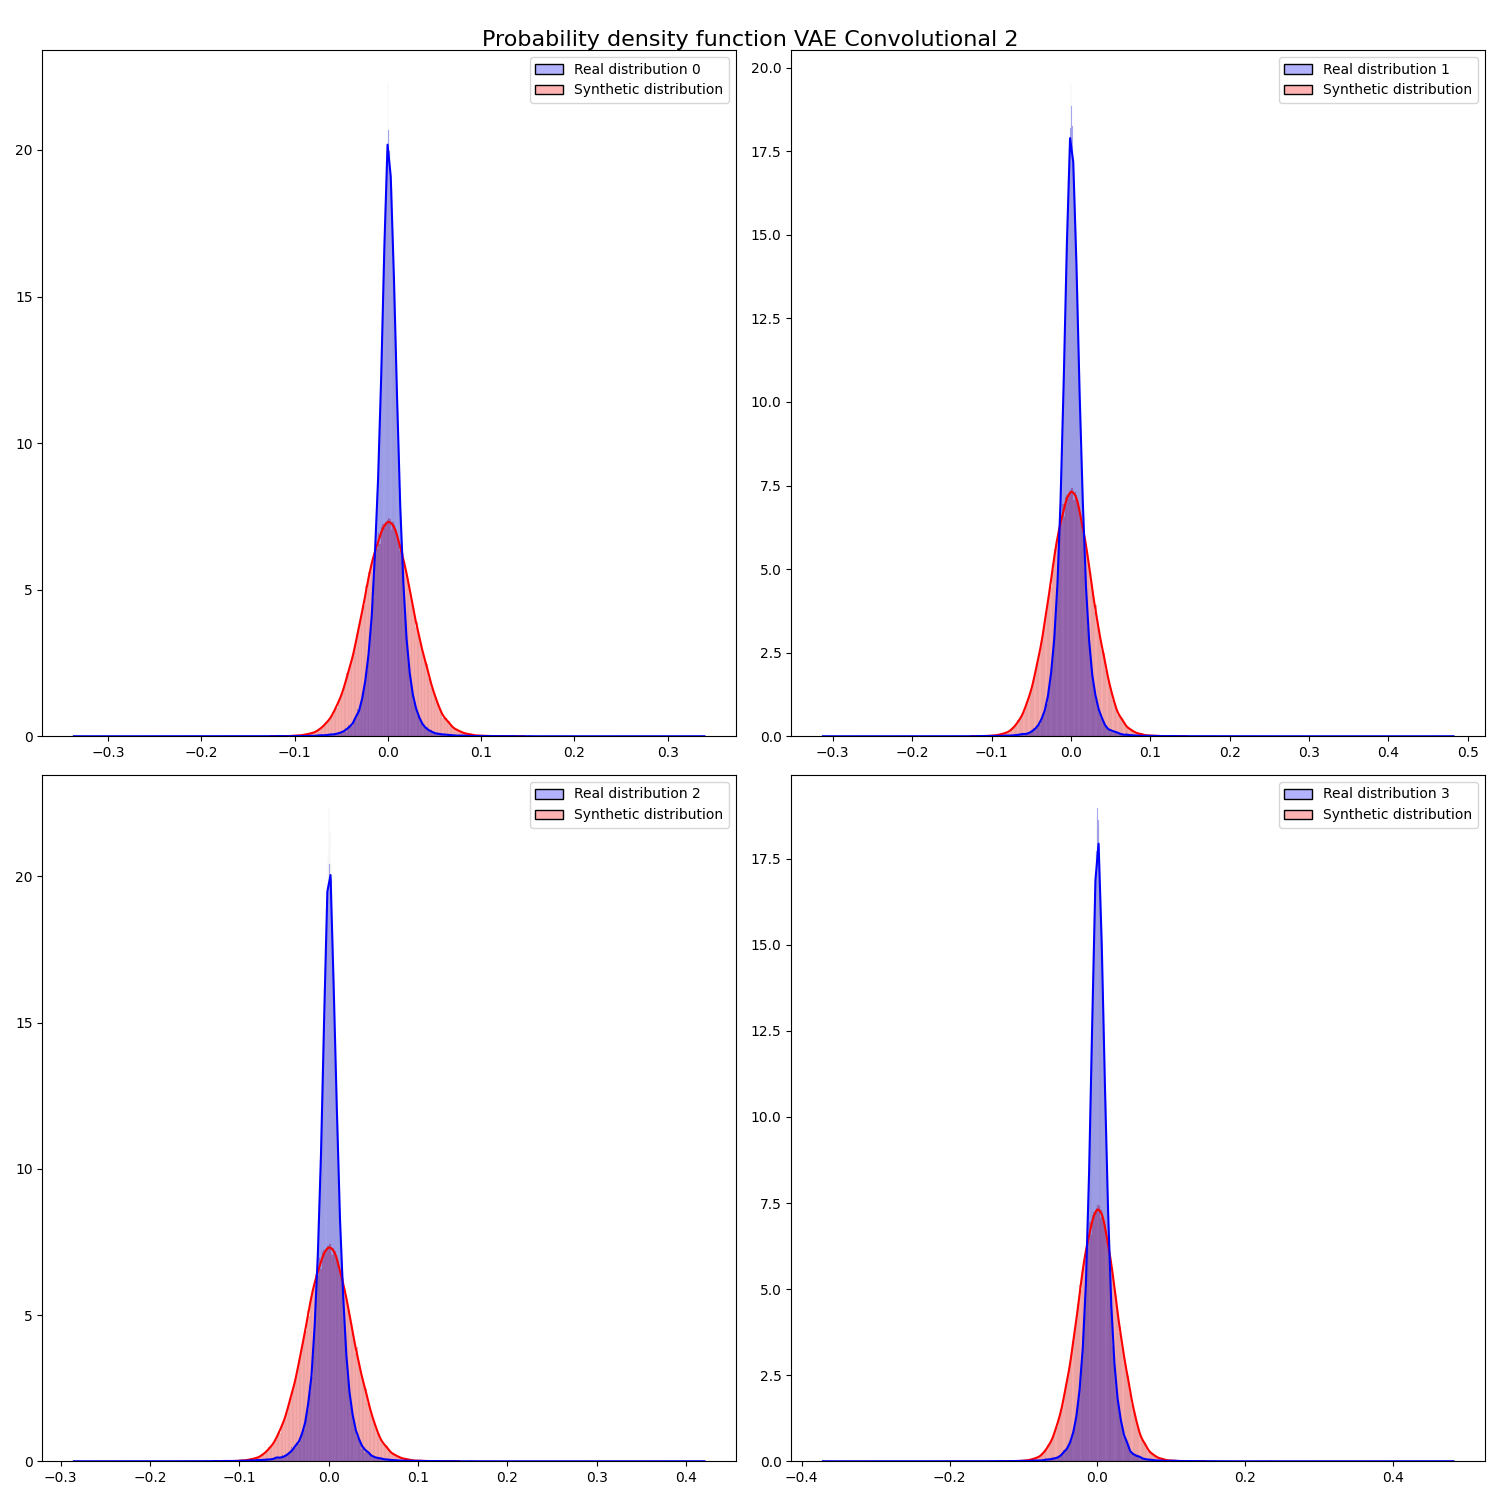 Probability density function VAE Convolutional 2
Real distribution 0
Synthetic distribution
20
15
10
5
0
−0.3 −0.2 −0.1 0.0 0.1 0.2 0.3
Real distribution 1
Synthetic distribution
20.0
17.5
15.0
12.5
10.0
7.5
5.0
2.5
0.0
−0.3 −0.2 −0.1 0.0 0.1 0.2 0.3 0.4 0.5
Real distribution 2
Synthetic distribution
20
15
10
5
0
−0.3 −0.2 −0.1 0.0 0.1 0.2 0.3 0.4
Real distribution 3
Synthetic distribution
17.5
15.0
12.5
10.0
7.5
5.0
2.5
0.0
−0.4 −0.2 0.0 0.2 0.4